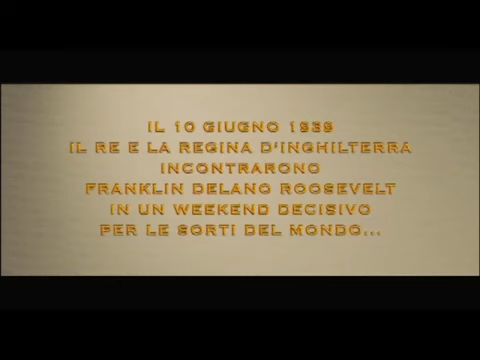 IL 10 GIUGNO 1939
IL RE E LA REGINA D'INGHILTERRA
INCONTRARONO
FRANKLIN DELANO ROOSEVELT
IN UN WEEKEND DECISIVO
PER LE SORTI DEL MONDO...